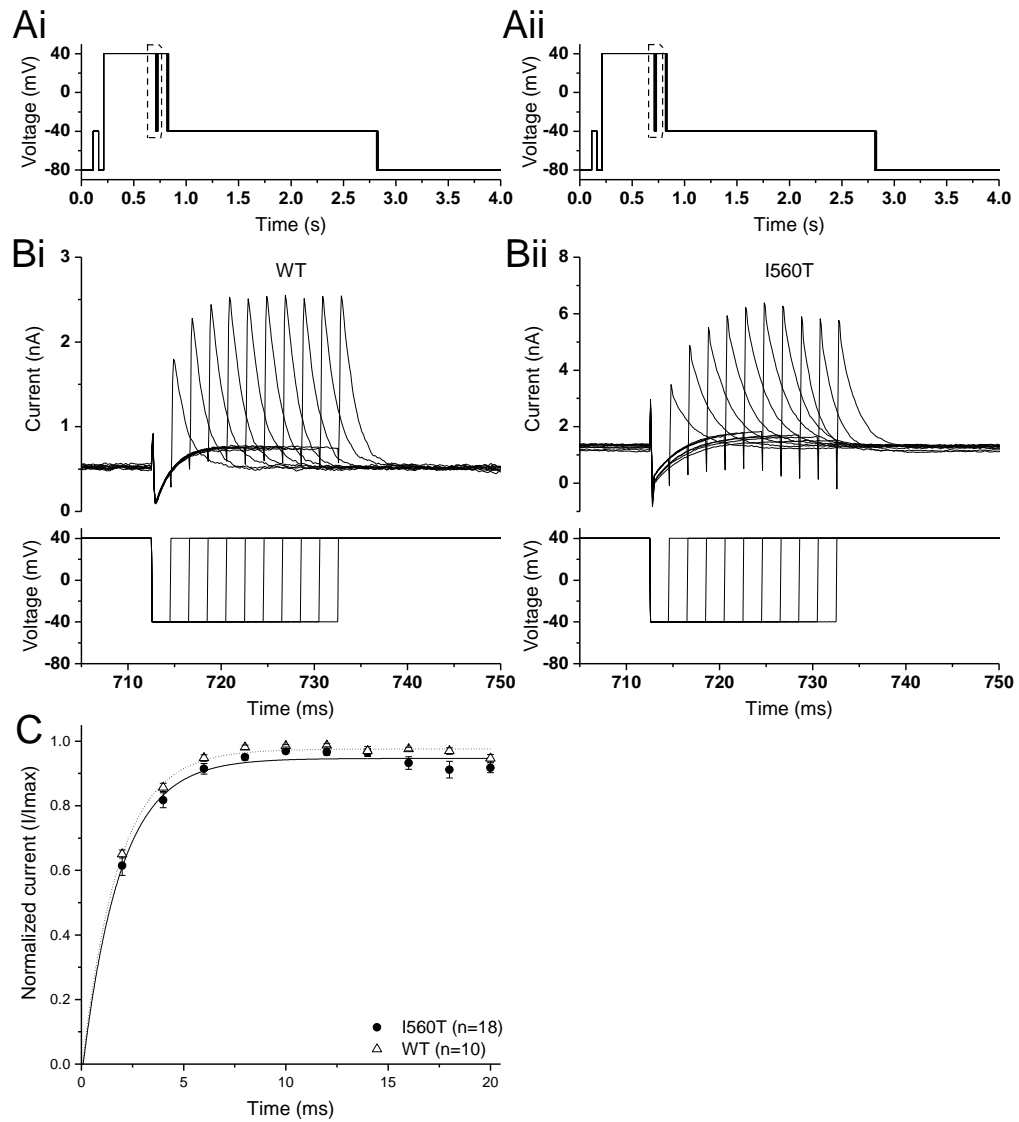 Ai
Voltage (mV)
40
0
-40
-80
0.0 0.5 1.0 1.5 2.0 2.5 3.0 3.5 4.0
Time (s)
Aii
Voltage (mV)
40
0
-40
-80
0.0 0.5 1.0 1.5 2.0 2.5 3.0 3.5 4.0
Time (s)
Bi
WT
Current (nA)
3
2
1
0
Voltage (mV)
40
0
-40
-80
710 720 730 740 750
Time (ms)
Bii
I560T
Current (nA)
8
6
4
2
0
Voltage (mV)
40
0
-40
-80
710 720 730 740 750
Time (ms)
C
Normalized current (I/Imax)
1.0
0.8
0.6
0.4
0.2
0.0
I560T (n=18)
WT (n=10)
0 5 10 15 20
Time (ms)